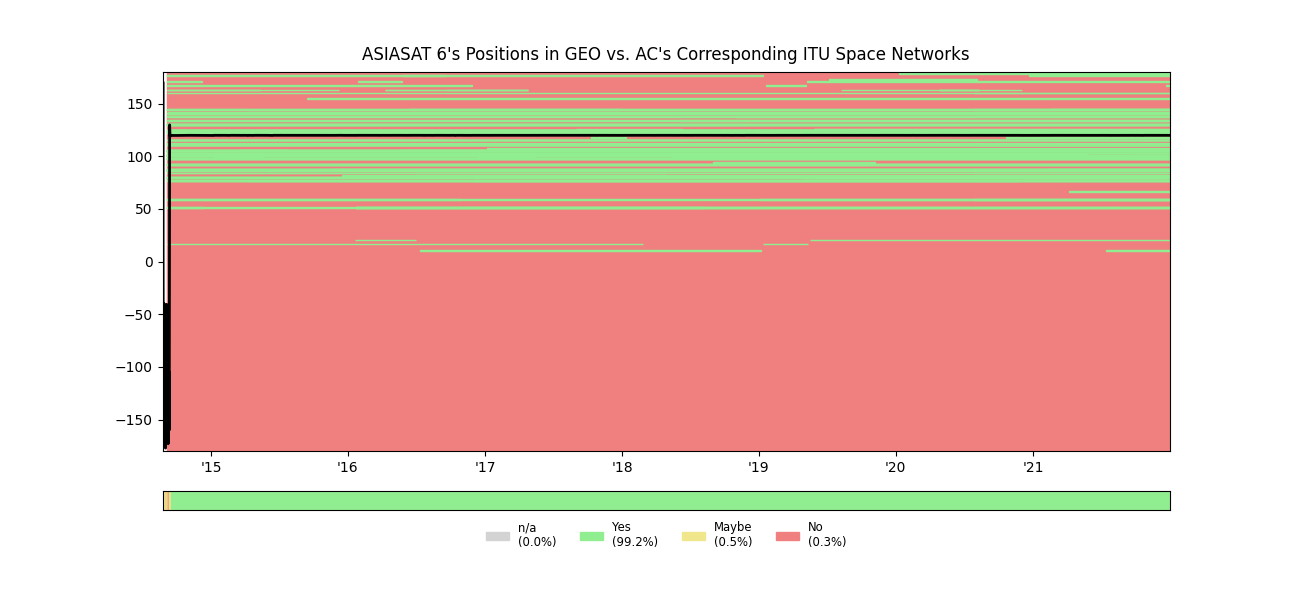 ASIASAT 6's Positions in GEO vs. AC's Corresponding ITU Space Networks
150
100
50
0
−50
−100
−150
'15 '16 '17 '18 '19 '20 '21
n/a Yes Maybe No
(0.0%) (99.2%) (0.5%) (0.3%)